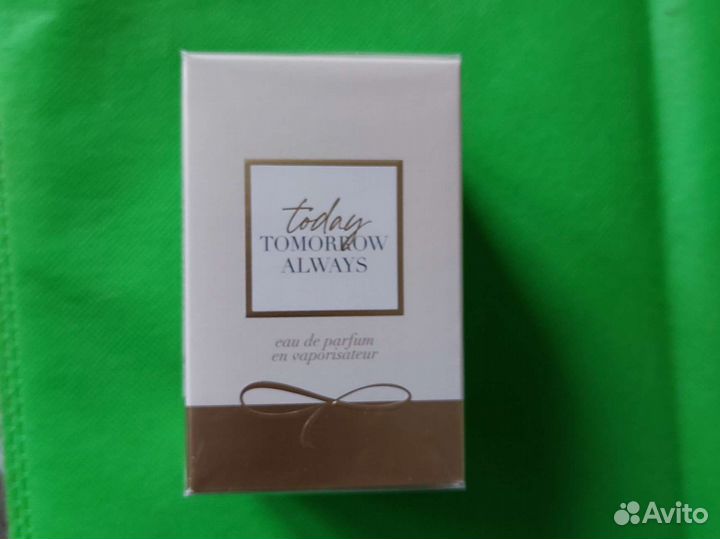 today
TOMORROW
ALWAYS
eau de parfum
en vaporisateur
Avito